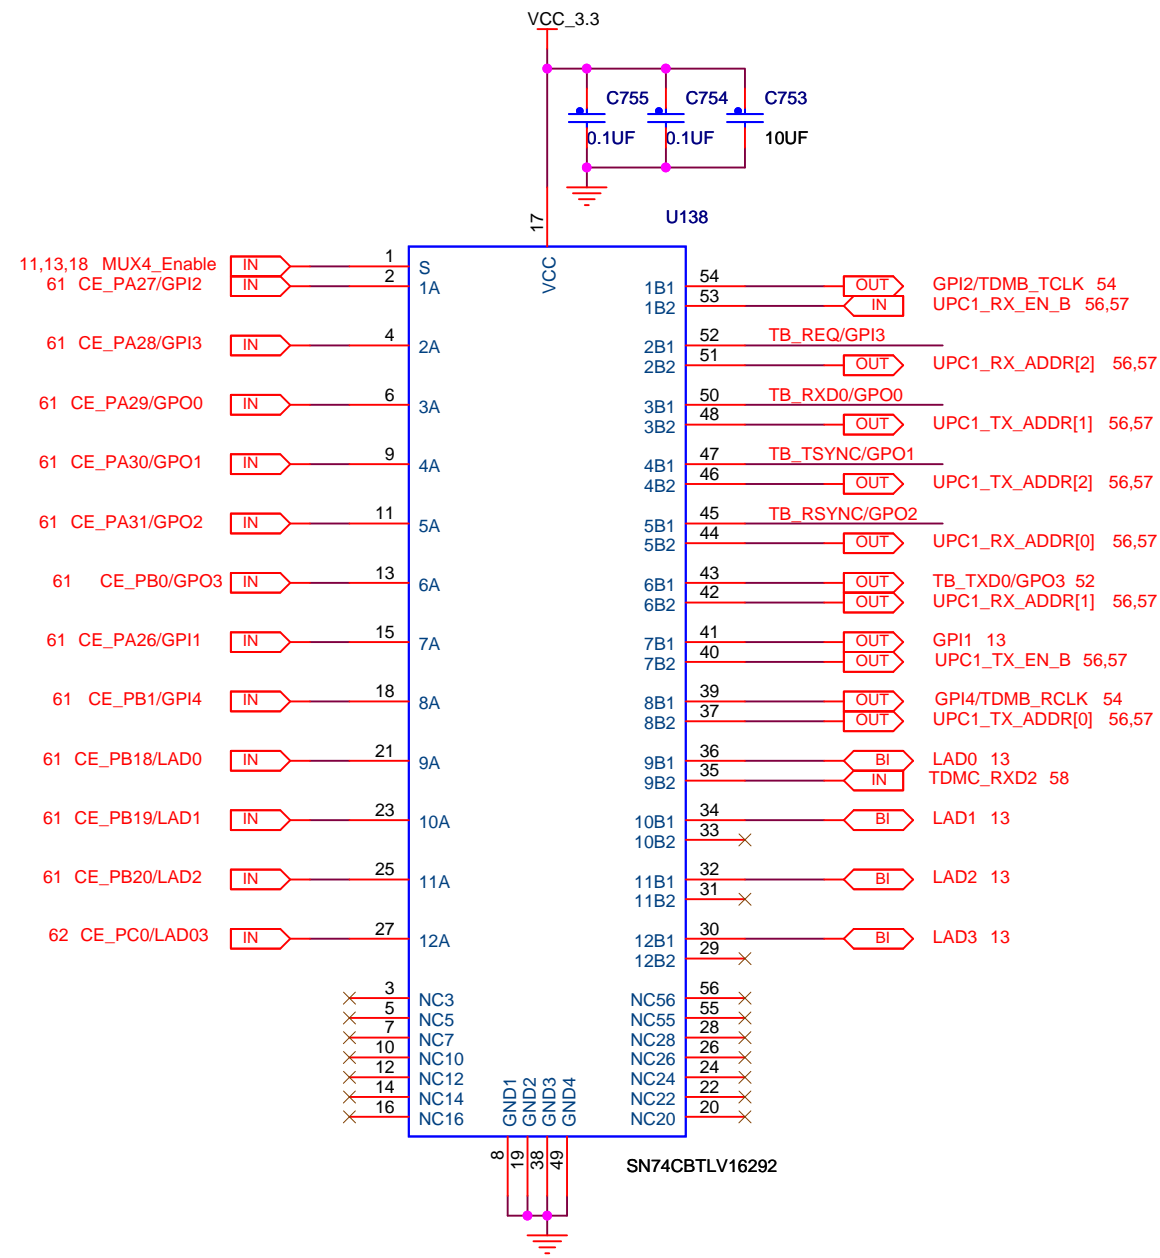 VCC_3.3
C755 C754 C753
0.1UF 0.1UF 10UF
U138
17
VCC
11,13,18 MUX4_Enable IN 1 S
61 CE_PA27/GPI2 IN 2 1A
1B1 54 OUT GPI2/TDMB_TCLK 54
1B2 53 IN UPC1_RX_EN_B 56,57
61 CE_PA28/GPI3 IN 4 2A
2B1 52 TB_REQ/GPI3
2B2 51 OUT UPC1_RX_ADDR[2] 56,57
61 CE_PA29/GPO0 IN 6 3A
3B1 50 TB_RXD0/GPO0
3B2 48 OUT UPC1_TX_ADDR[1] 56,57
61 CE_PA30/GPO1 IN 9 4A
4B1 47 TB_TSYNC/GPO1
4B2 46 OUT UPC1_TX_ADDR[2] 56,57
61 CE_PA31/GPO2 IN 11 5A
5B1 45 TB_RSYNC/GPO2
5B2 44 OUT UPC1_RX_ADDR[0] 56,57
61 CE_PB0/GPO3 IN 13 6A
6B1 43 OUT TB_TXD0/GPO3 52
6B2 42 OUT UPC1_RX_ADDR[1] 56,57
61 CE_PA26/GPI1 IN 15 7A
7B1 41 OUT GPI1 13
7B2 40 OUT UPC1_TX_EN_B 56,57
61 CE_PB1/GPI4 IN 18 8A
8B1 39 OUT GPI4/TDMB_RCLK 54
8B2 37 OUT UPC1_TX_ADDR[0] 56,57
61 CE_PB18/LAD0 IN 21 9A
9B1 36 BI LAD0 13
9B2 35 IN TDMC_RXD2 58
61 CE_PB19/LAD1 IN 23 10A
10B1 34 BI LAD1 13
10B2 33
61 CE_PB20/LAD2 IN 25 11A
11B1 32 BI LAD2 13
11B2 31
62 CE_PC0/LAD03 IN 27 12A
12B1 30 BI LAD3 13
12B2 29
3 NC3 NC56 56
5 NC5 NC55 55
7 NC7 NC28 28
10 NC10 NC26 26
12 NC12 NC24 24
14 NC14 NC22 22
16 NC16 NC20 20
GND1 GND2 GND3 GND4
8 19 38 49
SN74CBTLV16292